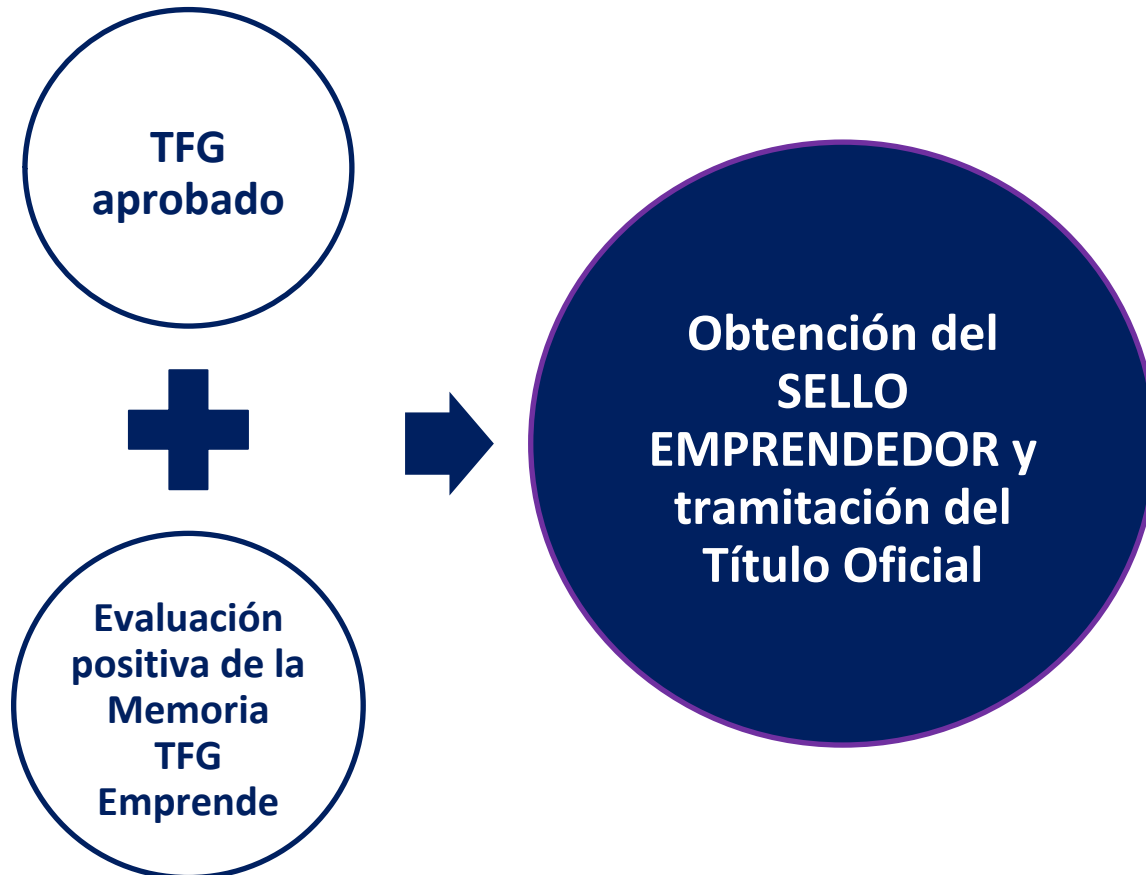 TFG
aprobado
Evaluación
positiva de la
Memoria
TFG
Emprende
Obtención del
SELLO
EMPRENDEDOR y
tramitación del
Título Oficial